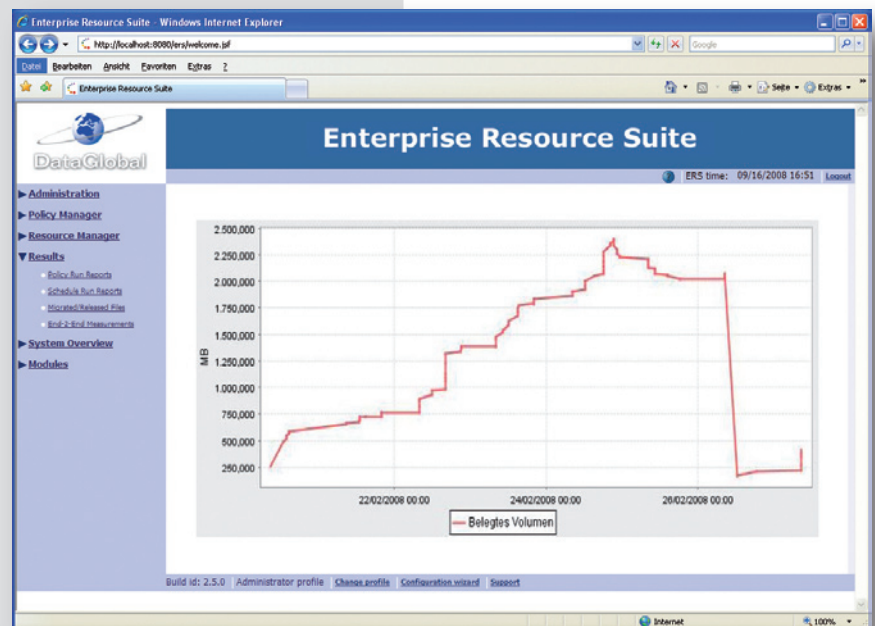 Enterprise Resource Suite - Windows Internet Explorer
http://localhost:8080/ers/welcome.jsf
Google
Datei Bearbeiten Ansicht Favoriten Extras ?
Enterprise Resource Suite
Seite
Extras
DataGlobal
Enterprise Resource Suite
ERS time: 09/16/2008 16:51 Logout
Administration
Policy Manager
Resource Manager
Results
Policy Run Reports
Schedule Run Reports
Migrated/Released Files
End-2-End Measurements
System Overview
Modules
MB
2.500,000
2.250,000
2.000,000
1.750,000
1.500,000
1.250,000
1.000,000
750,000
500,000
250,000
22/02/2008 00:00 24/02/2008 00:00 26/02/2008 00:00
Belegtes Volumen
Build id: 2.5.0 Administrator profile Change profile Configuration wizard Support
Internet 100%